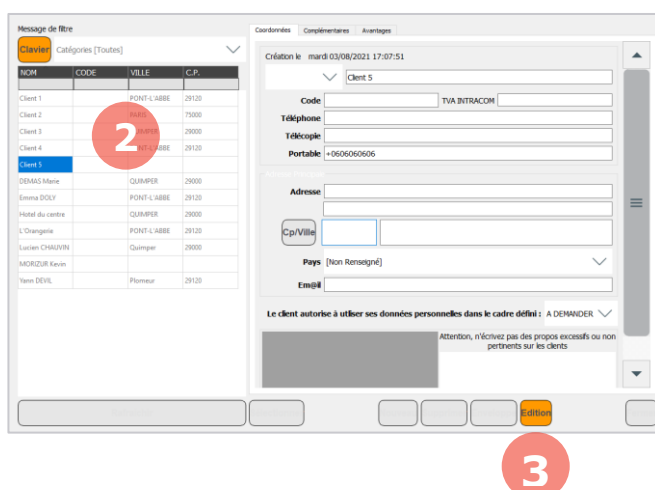 Message de filtre
Clavier Catégories [Toutes]
NOM CODE VILLE C.P.
Client 1 PONT-L'ABBE 29120
Client 2 PARIS 75000
Client 3 QUIMPER 29000
Client 4 PONT-L'ABBE 29120
Client 5
DEMAS Marie QUIMPER 29000
Emma DOLY PONT-L'ABBE 29120
Hotel du centre QUIMPER 29000
L'Orangerie PONT-L'ABBE 29120
Lucien CHAUVIN Quimper 29000
MORIZUR Kevin
Yann DEVIL Plomeur 29120
2
Coordonnées Complémentaires Avantages
Création le mardi 03/08/2021 17:07:51
Client 5
Code TVA INTRACOM
Téléphone
Télécopie
Portable +0606060606
Adresse
Cp/Ville
Pays [Non Renseigné]
Em@il
Le client autorise à utliser ses données personnelles dans le cadre défini : A DEMANDER
Attention, n'écrivez pas des propos excessifs ou non
pertinents sur les clients
Edition
3